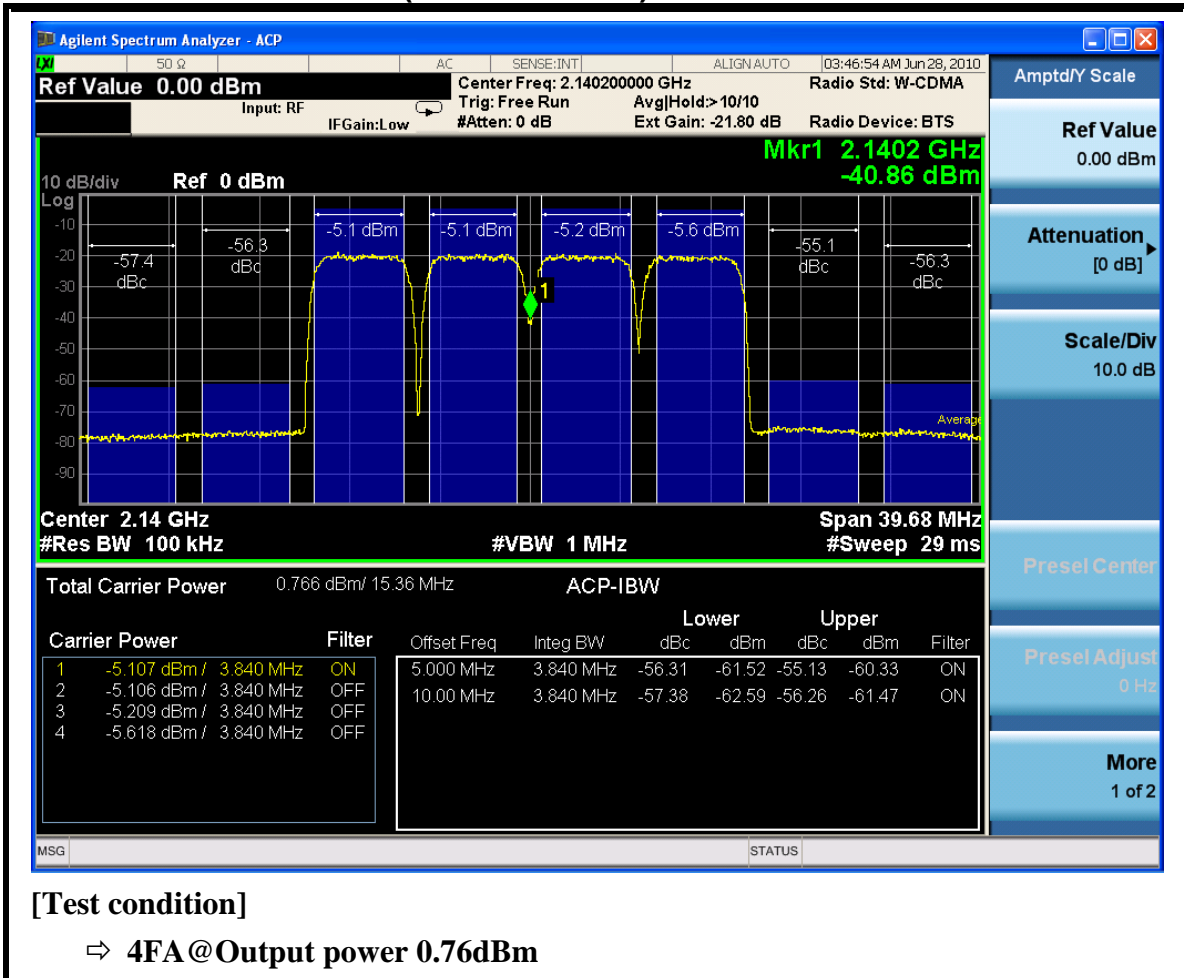 Agilent Spectrum Analyzer - ACP
LXI 50 Ω AC SENSE:INT ALIGN AUTO 03:46:54 AM Jun 28, 2010
Ref Value 0.00 dBm
Center Freq: 2.140200000 GHz Radio Std: W-CDMA
Input: RF Trig: Free Run Avg|Hold:> 10/10
IFGain:Low #Atten: 0 dB Ext Gain: -21.80 dB Radio Device: BTS
Mkr1 2.1402 GHz
-40.86 dBm
10 dB/div Ref 0 dBm
Log
-10
-20
-30
-40
-50
-60
-70
-80
-90
-57.4
dBc
-56.3
dBc
-5.1 dBm
-5.1 dBm
-5.2 dBm
-5.6 dBm
-55.1
dBc
-56.3
dBc
1
Average
Center 2.14 GHz Span 39.68 MHz
#Res BW 100 kHz #VBW 1 MHz #Sweep 29 ms
Total Carrier Power 0.766 dBm/ 15.36 MHz ACP-IBW
Lower Upper
Carrier Power Filter Offset Freq Integ BW dBc dBm dBc dBm Filter
1 -5.107 dBm / 3.840 MHz ON
2 -5.106 dBm / 3.840 MHz OFF
3 -5.209 dBm / 3.840 MHz OFF
4 -5.618 dBm / 3.840 MHz OFF
5.000 MHz 3.840 MHz -56.31 -61.52 -55.13 -60.33 ON
10.00 MHz 3.840 MHz -57.38 -62.59 -56.26 -61.47 ON
MSG STATUS
Amptd/Y Scale
Ref Value
0.00 dBm
Attenuation
[0 dB]
Scale/Div
10.0 dB
Presel Center
Presel Adjust
0 Hz
More
1 of 2
[Test condition]
⇨ 4FA@Output power 0.76dBm